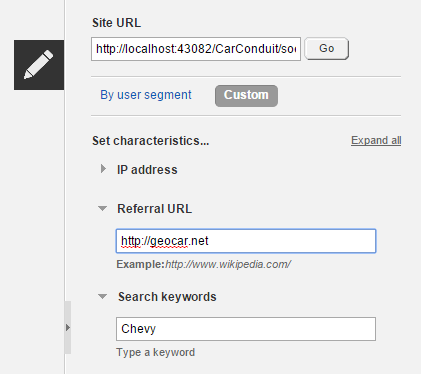 Site URL
http://localhost:43082/CarConduit/so
Go
By user segment
Custom
Set characteristics...
Expand all
IP address
Referral URL
http://geocar.net
Example:http://www.wikipedia.com/
Search keywords
Chevy
Type a keyword